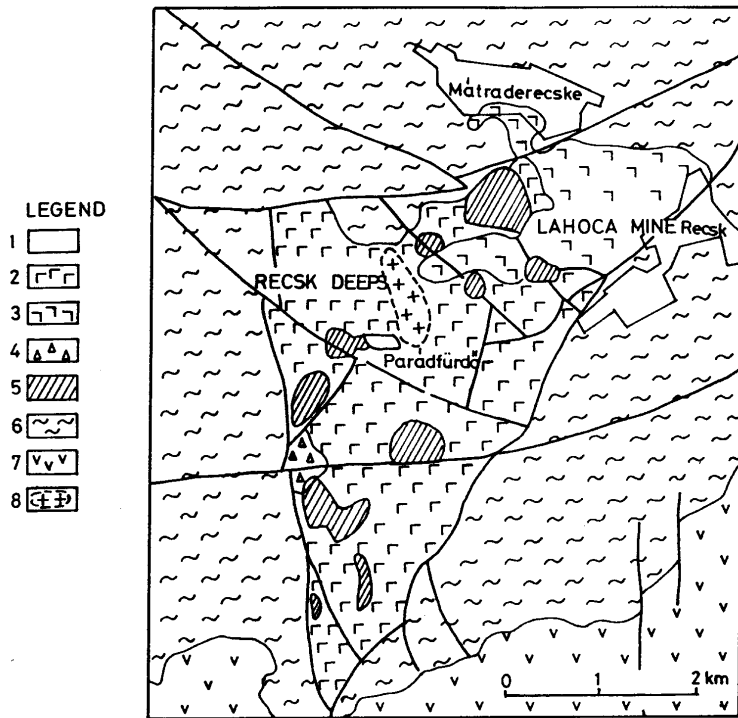 Mátraderecske
LEGEND
1
2
3
4
5
6
7
8
LAHOCA MINE Recsk
RECSK DEEPS
Parádfürdő
0 1 2 km